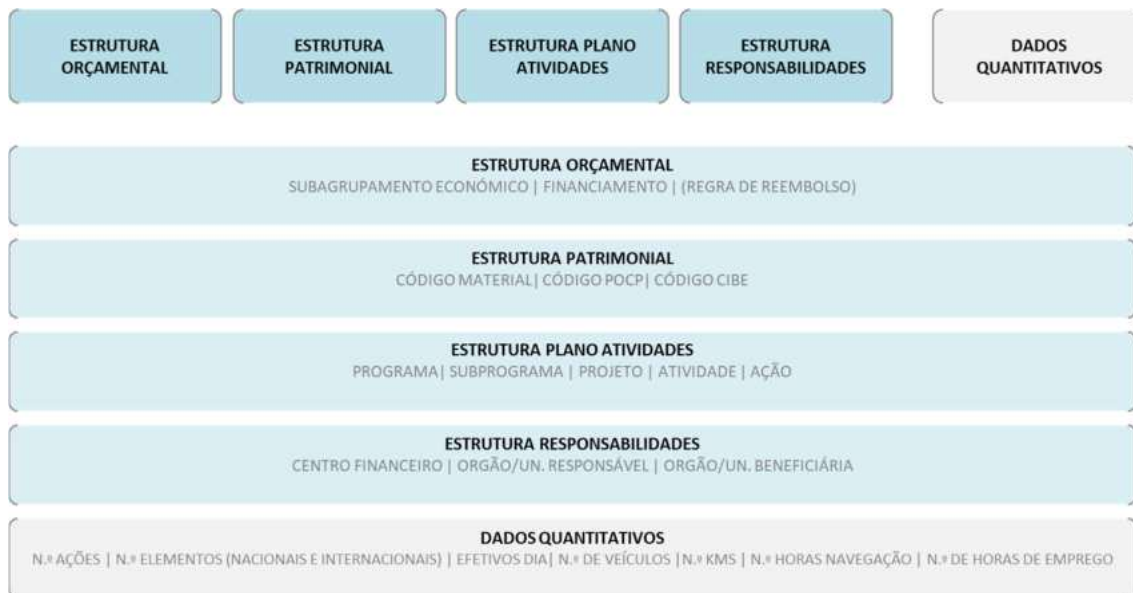 ESTRUTURA
ORÇAMENTAL
ESTRUTURA
PATRIMONIAL
ESTRUTURA PLANO
ATIVIDADES
ESTRUTURA
RESPONSABILIDADES
DADOS
QUANTITATIVOS
ESTRUTURA ORÇAMENTAL
SUBAGRUPAMENTO ECONÓMICO | FINANCIAMENTO | (REGRA DE REEMBOLSO)
ESTRUTURA PATRIMONIAL
CÓDIGO MATERIAL| CÓDIGO POCP| CÓDIGO CIBE
ESTRUTURA PLANO ATIVIDADES
PROGRAMA| SUBPROGRAMA | PROJETO | ATIVIDADE | AÇÃO
ESTRUTURA RESPONSABILIDADES
CENTRO FINANCEIRO | ORGÃO/UN. RESPONSÁVEL | ORGÃO/UN. BENEFICIÁRIA
DADOS QUANTITATIVOS
N.º AÇÕES | N.º ELEMENTOS (NACIONAIS E INTERNACIONAIS) | EFETIVOS DIA| N.º DE VEÍCULOS |N.º KMS | N.º HORAS NAVEGAÇÃO | N.º DE HORAS DE EMPREGO